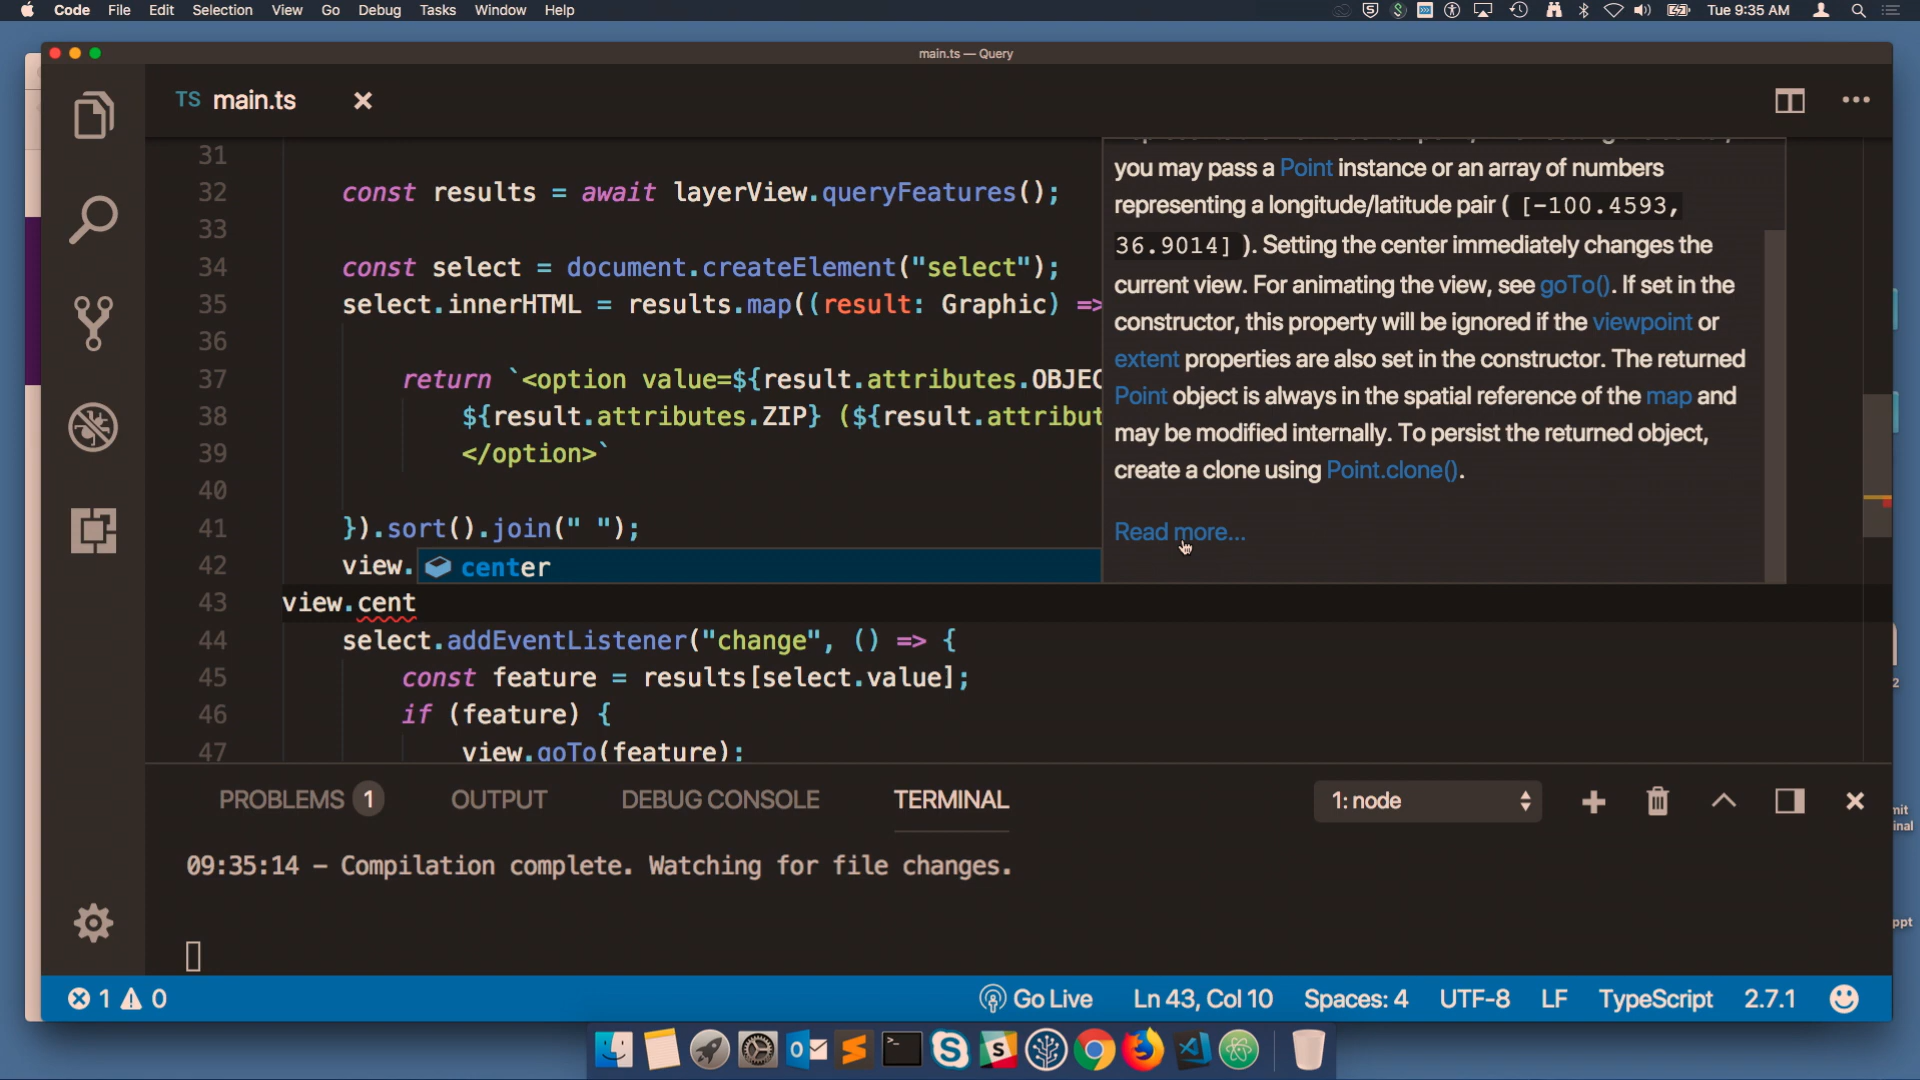 Code File Edit Selection View Go Debug Tasks Window Help
Tue 9:35 AM
main.ts — Query
TS main.ts
31
32 const results = await layerView.queryFeatures();
33
34 const select = document.createElement("select");
35 select.innerHTML = results.map((result: Graphic) =>
36
37 return `<option value=${result.attributes.OBJEC
38 ${result.attributes.ZIP} (${result.attribut
39 </option>`
40
41 }).sort().join(" ");
42 view.
center
43 view.cent
44 select.addEventListener("change", () => {
45 const feature = results[select.value];
46 if (feature) {
47 view.goTo(feature);
you may pass a Point instance or an array of numbers
representing a longitude/latitude pair ( [-100.4593,
36.9014] ). Setting the center immediately changes the
current view. For animating the view, see goTo(). If set in the
constructor, this property will be ignored if the viewpoint or
extent properties are also set in the constructor. The returned
Point object is always in the spatial reference of the map and
may be modified internally. To persist the returned object,
create a clone using Point.clone().
Read more...
PROBLEMS 1 OUTPUT DEBUG CONSOLE TERMINAL 1: node
09:35:14 – Compilation complete. Watching for file changes.
1 0 Go Live Ln 43, Col 10 Spaces: 4 UTF-8 LF TypeScript 2.7.1
2
mit
inal
ppt